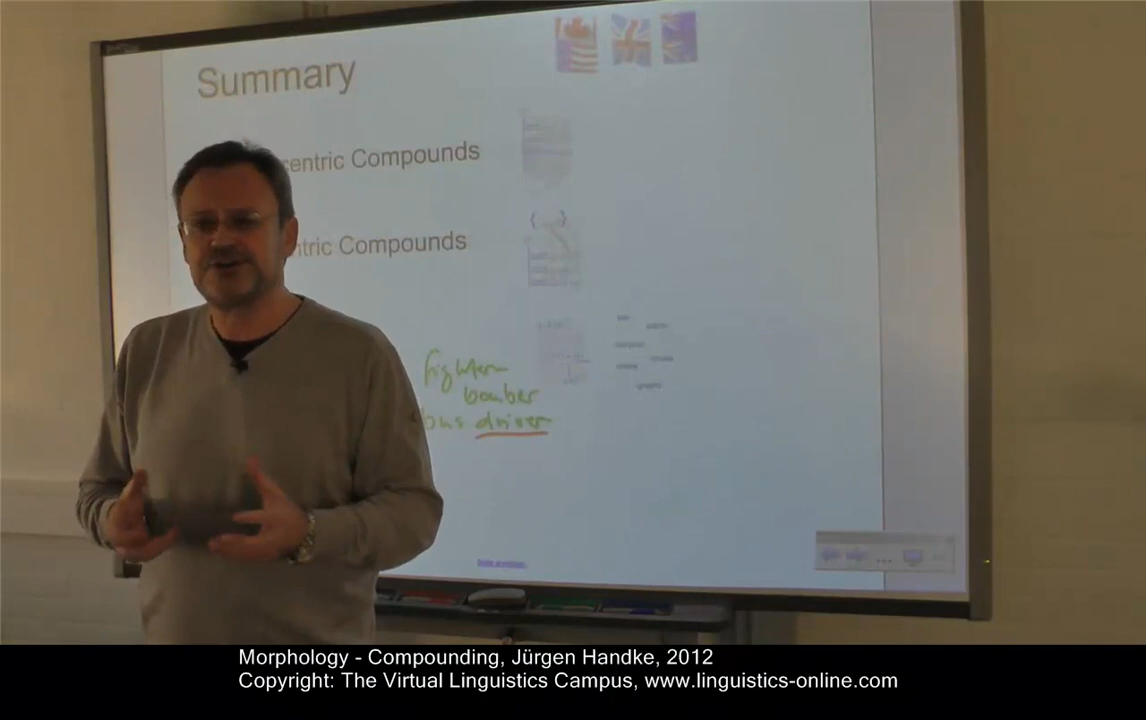 Summary
centric Compounds
ntric Compounds
fighter
bomber
bus driver
Morphology - Compounding, Jürgen Handke, 2012
Copyright: The Virtual Linguistics Campus, www.linguistics-online.com